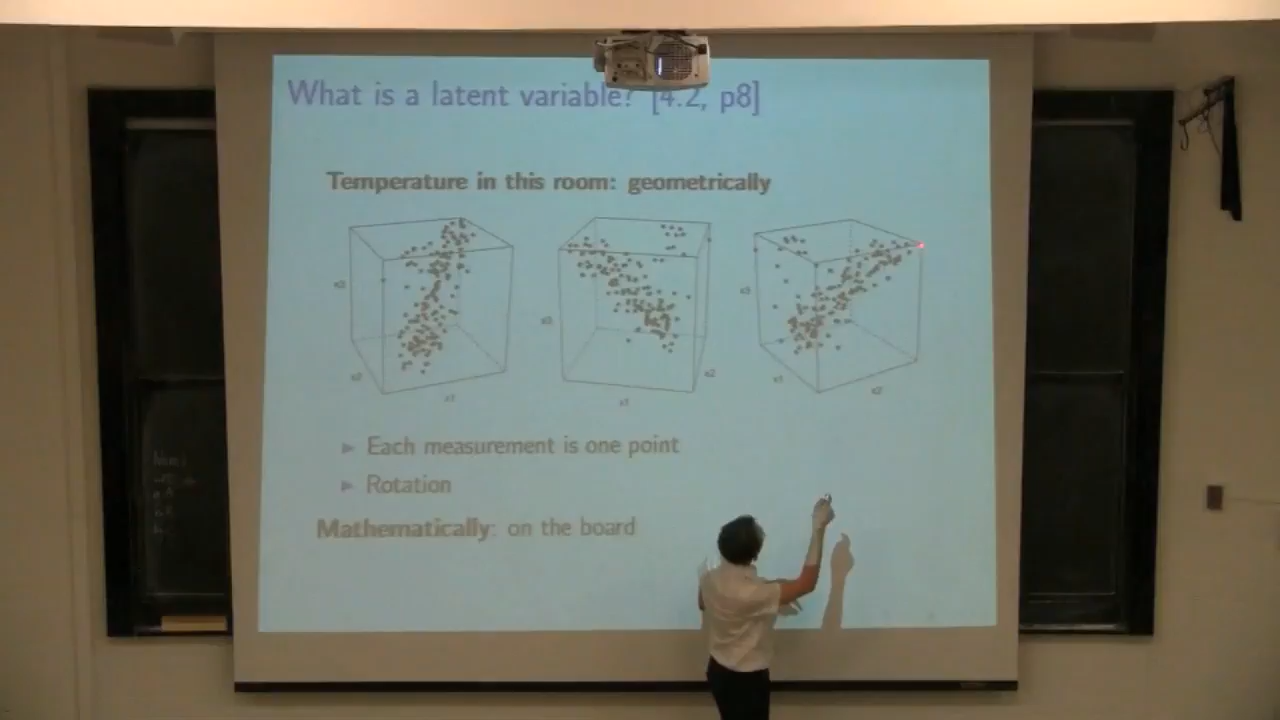 What is a latent variable? [4.2, p8]
Temperature in this room: geometrically
x3
x2
x1
x3
x2
x1
x3
x1
x2
► Each measurement is one point
► Rotation
Mathematically: on the board